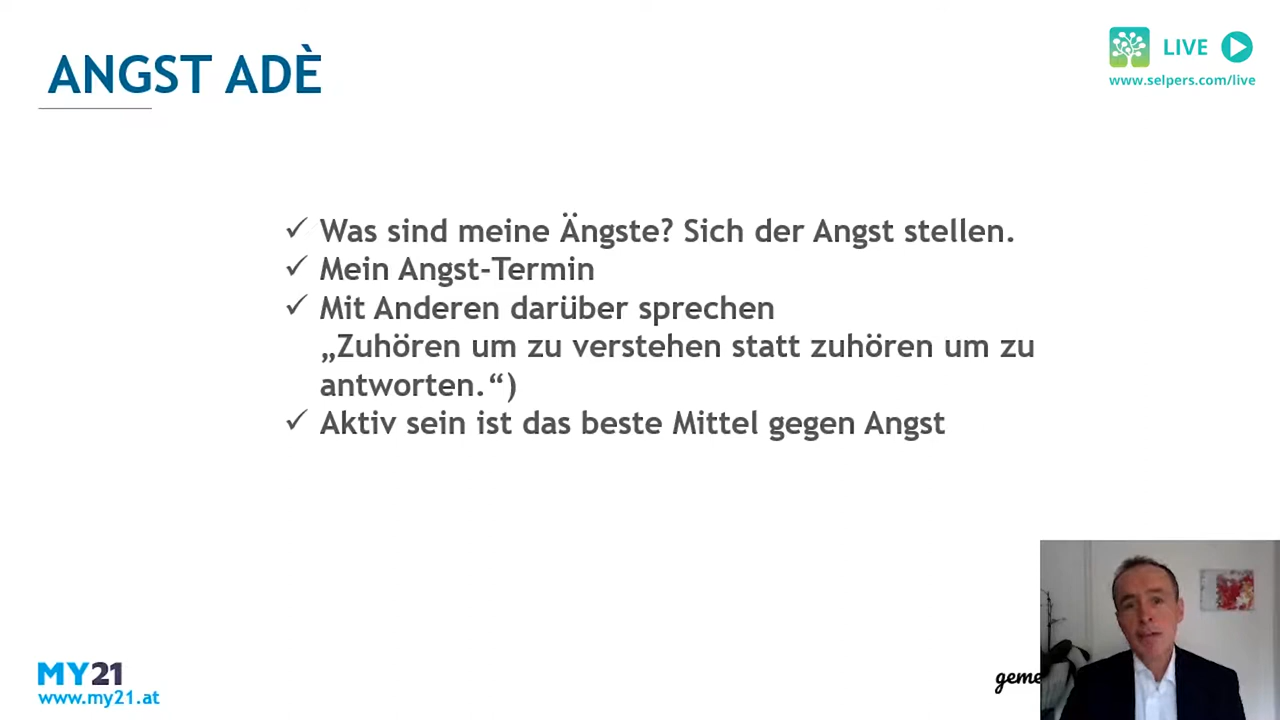 ANGST ADÈ
LIVE
www.selpers.com/live
Was sind meine Ängste? Sich der Angst stellen.
Mein Angst-Termin
Mit Anderen darüber sprechen
„Zuhören um zu verstehen statt zuhören um zu
antworten.“)
Aktiv sein ist das beste Mittel gegen Angst
MY21
www.my21.at